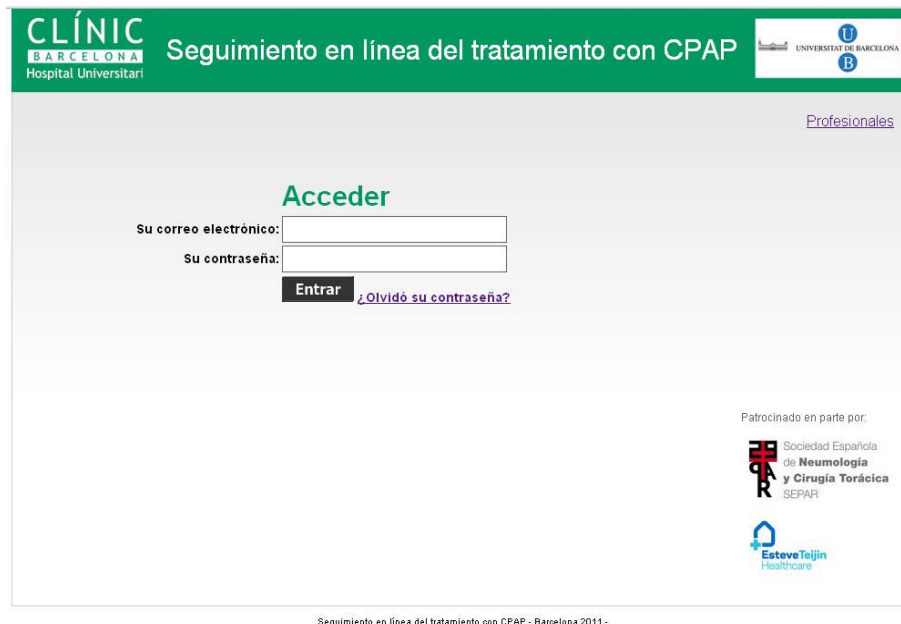 CLÍNIC
BARCELONA
Hospital Universitari
Seguimiento en línea del tratamiento con CPAP
U
UNIVERSITAT DE BARCELONA
B
Profesionales
Acceder
Su correo electrónico:
Su contraseña:
Entrar ¿Olvidó su contraseña?
Patrocinado en parte por:
SEPAR
Sociedad Española
de Neumología
y Cirugía Torácica
SEPAR
EsteveTeijin
Healthcare
Seguimiento en línea del tratamiento con CPAP - Barcelona 2011 -